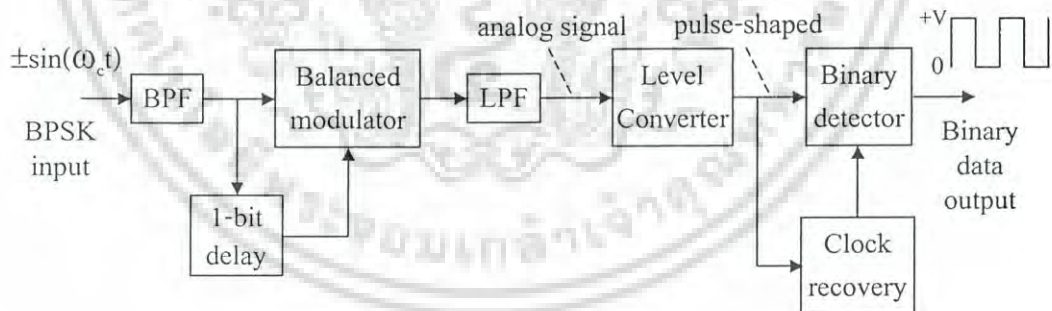 ±sin(ω_c t)
BPSK
input
BPF
1-bit
delay
Balanced
modulator
LPF
analog signal
Level
Converter
pulse-shaped
Binary
detector
Clock
recovery
+V
0
Binary
data
output